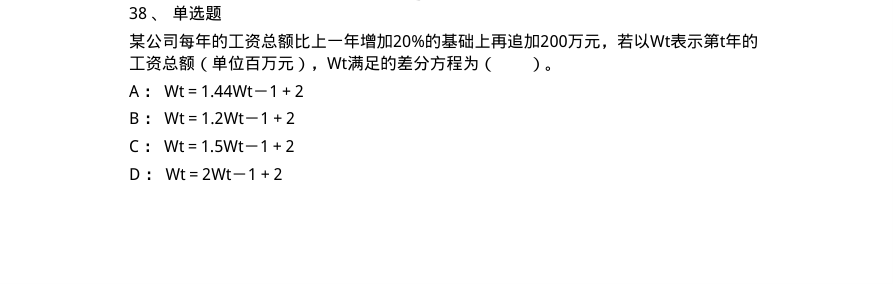 38 、 单选题
某公司每年的工资总额比上一年增加20%的基础上再追加200万元，若以Wt表示第t年的
工资总额（单位百万元），Wt满足的差分方程为（　　）。
A ： Wt = 1.44Wt－1 + 2
B ： Wt = 1.2Wt－1 + 2
C ： Wt = 1.5Wt－1 + 2
D ： Wt = 2Wt－1 + 2